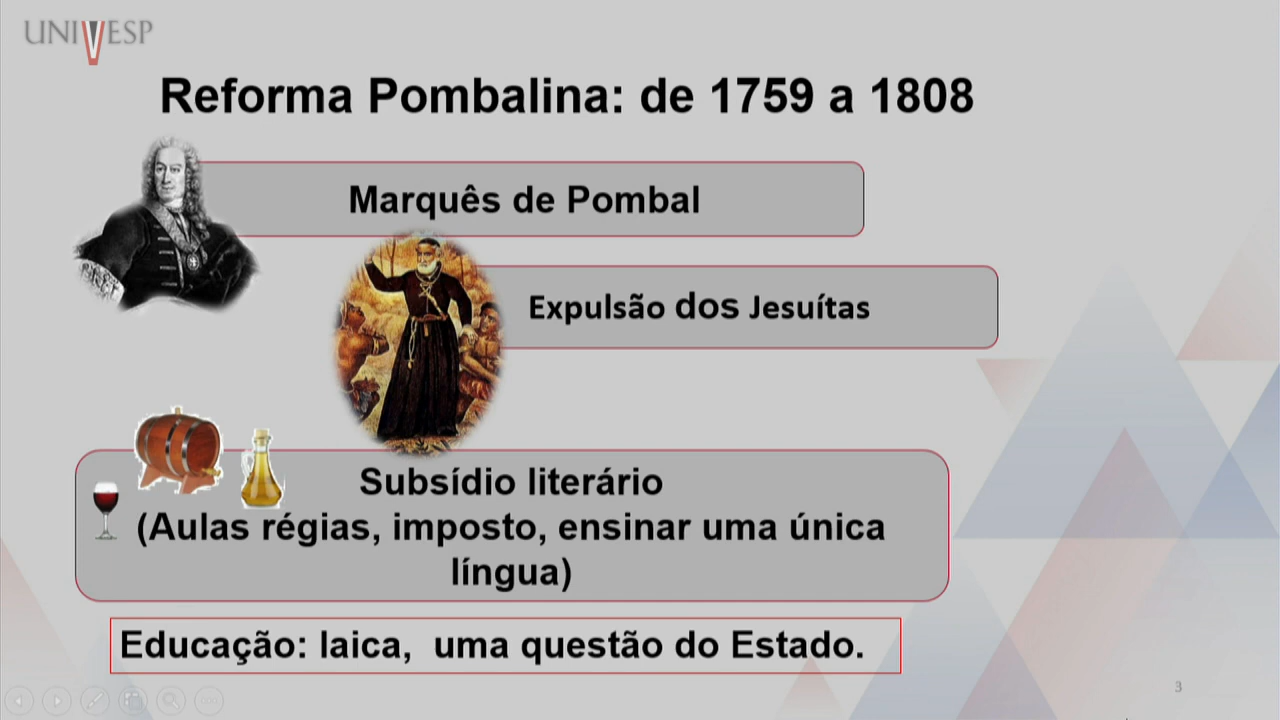 UNIVESP
Reforma Pombalina: de 1759 a 1808
Marquês de Pombal
Expulsão dos Jesuítas
Subsídio literário
(Aulas régias, imposto, ensinar uma única
língua)
Educação: laica, uma questão do Estado.
3